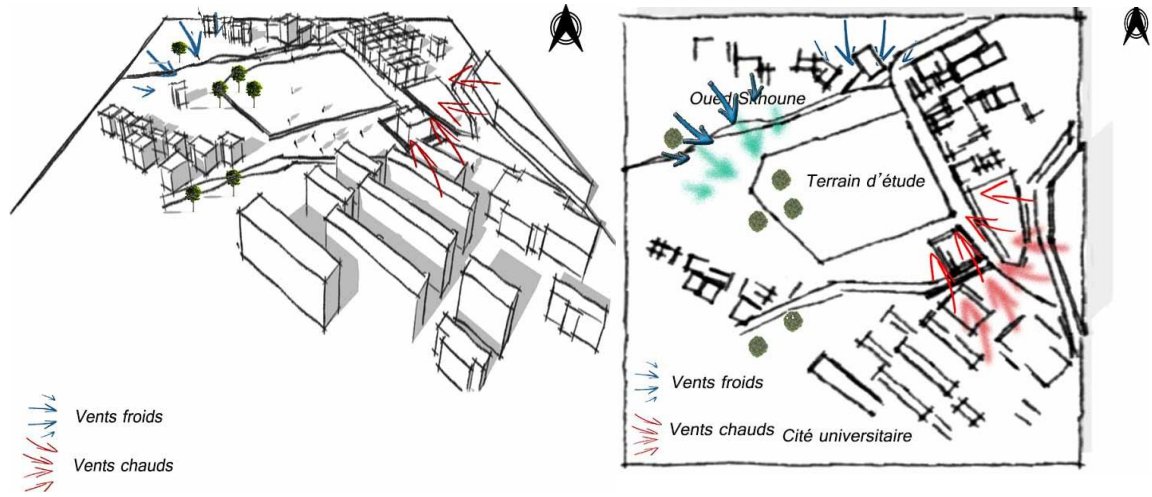 Vents froids
Vents chauds
Oued Skhoune
Terrain d'étude
Vents froids
Vents chauds
Cité universitaire